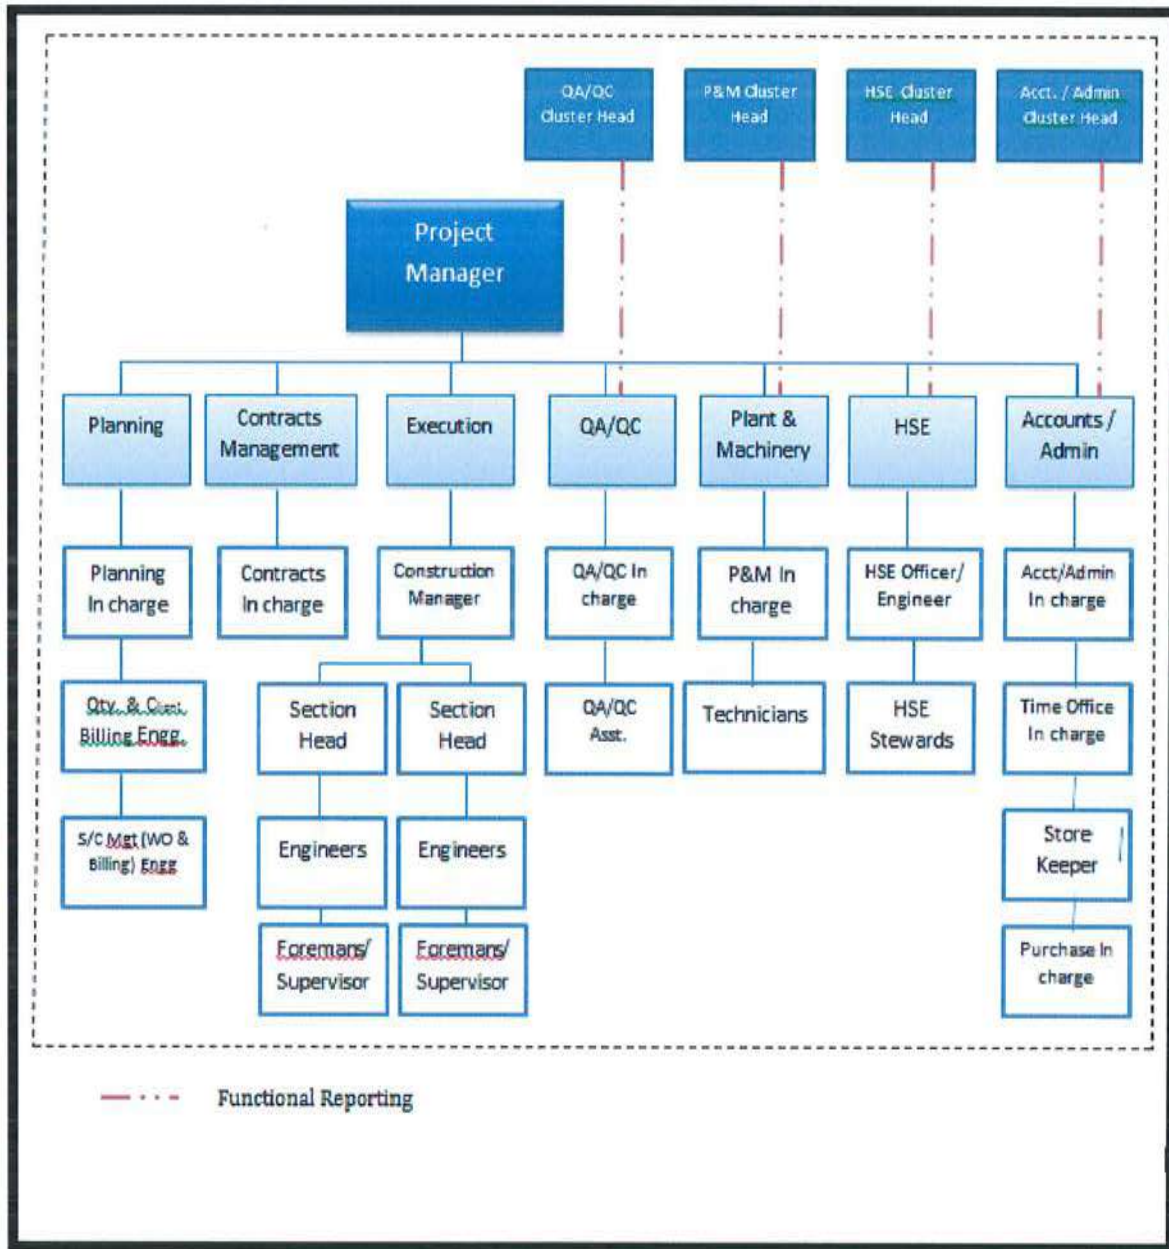 QA/QC
Cluster Head
P&M Cluster
Head
HSE Cluster
Head
Acct. / Admin
Cluster Head
Project
Manager
Planning
Contracts
Management
Execution
QA/QC
Plant &
Machinery
HSE
Accounts /
Admin
Planning
In charge
Contracts
In charge
Construction
Manager
QA/QC In
charge
P&M In
charge
HSE Officer/
Engineer
Acct/Admin
In charge
Qty. & Client
Billing Engg.
Section
Head
Section
Head
QA/QC
Asst.
Technicians
HSE
Stewards
Time Office
In charge
S/C Mgt (WO &
Billing) Engg
Engineers
Engineers
Store
Keeper
Foremans/
Supervisor
Foremans/
Supervisor
Purchase In
charge
Functional Reporting